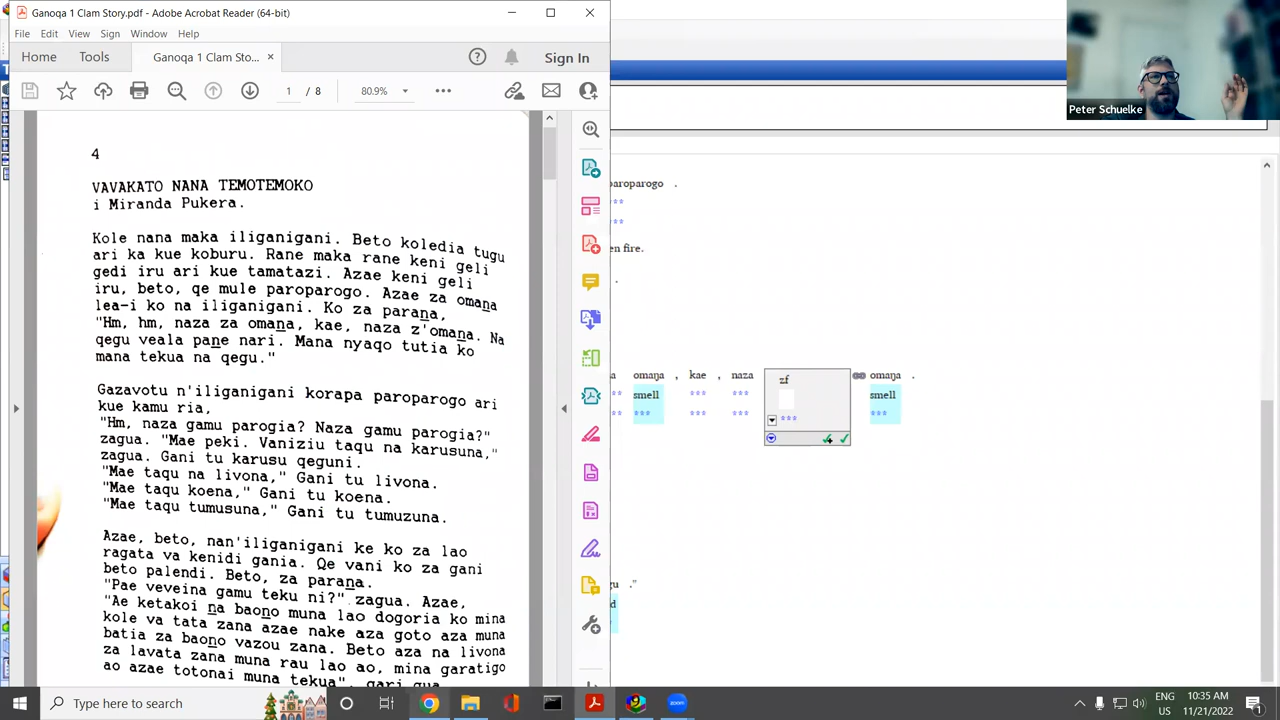 Ganoqa 1 Clam Story.pdf - Adobe Acrobat Reader (64-bit)
File Edit View Sign Window Help
Home Tools Ganoqa 1 Clam Sto... × Sign In
1 / 8 80.9%
Peter Schuelke
4
VAVAKATO NANA TEMOTEMOKO
i Miranda Pukera.
Kole nana maka iliganigani. Beto koledia tugu
ari ka kue koburu. Rane maka rane keni geli
gedi iru ari kue tamatazi. Azae keni geli
iru, beto, qe mule paroparogo. Azae za omana
lea-i ko na iliganigani. Ko za parana,
"Hm, hm, naza za omana, kae, naza z'omana. Na
qegu veala pane nari. Mana nyaqo tutia ko
mana tekua na qegu."
Gazavotu n'iliganigani korapa paroparogo ari
kue kamu ria,
"Hm, naza gamu parogia? Naza gamu parogia?"
zagua. "Mae peki. Vaniziu taqu na karusuna,"
zagua. Gani tu karusu qeguni.
"Mae taqu na livona," Gani tu livona.
"Mae taqu koena," Gani tu koena.
"Mae taqu tumusuna," Gani tu tumuzuna.
Azae, beto, nan'iliganigani ke ko za lao
ragata va kenidi gania. Qe vani ko za gani
beto palendi. Beto, za parana.
"Pae veveina gamu teku ni?" zagua. Azae,
"Ae ketakoi na baono muna lao dogoria ko mina
kole va tata zana azae nake aza goto aza muna
batia za baono vazou zana. Beto aza na livona
za lavata zana muna rau lao ao, mina garatigo
ao azae totonai muna tekua", gari gua
paroparogo .
***
***
en fire.
.
a omaŋa , kae , naza zf omaŋa .
** smell *** *** smell
** *** *** *** *** ***
gu ."
d
Type here to search
ENG
US
10:35 AM
11/21/2022